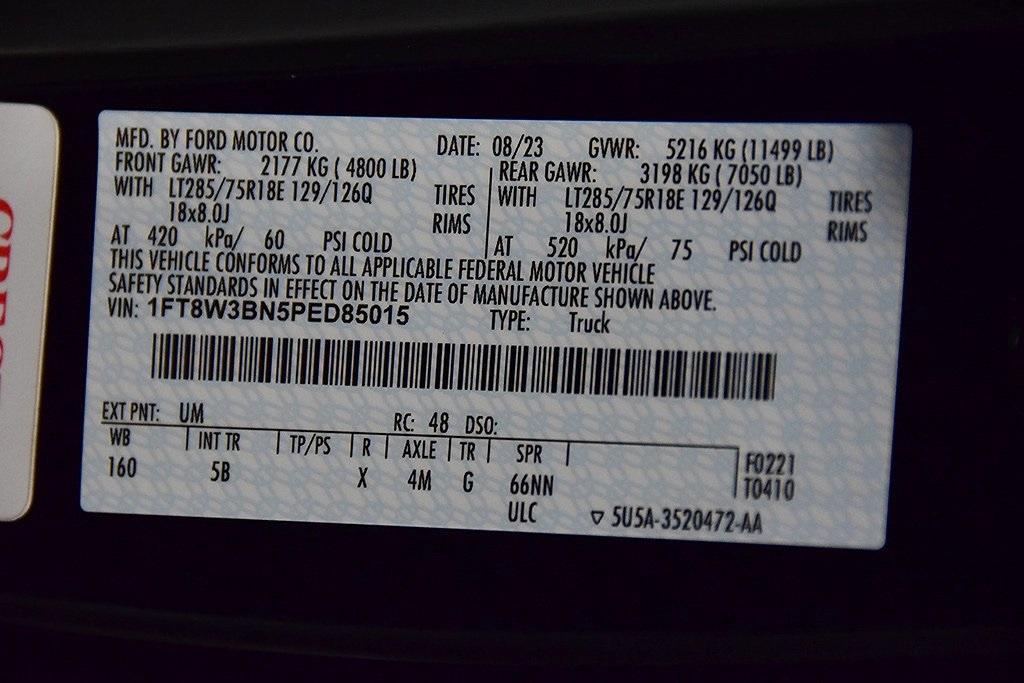 MFD. BY FORD MOTOR CO. DATE: 08/23 GVWR: 5216 KG (11499 LB)
FRONT GAWR: 2177 KG ( 4800 LB) REAR GAWR: 3198 KG ( 7050 LB)
WITH LT285/75R18E 129/126Q TIRES WITH LT285/75R18E 129/126Q TIRES
18x8.0J RIMS 18x8.0J RIMS
AT 420 kPa/ 60 PSI COLD AT 520 kPa/ 75 PSI COLD
THIS VEHICLE CONFORMS TO ALL APPLICABLE FEDERAL MOTOR VEHICLE
SAFETY STANDARDS IN EFFECT ON THE DATE OF MANUFACTURE SHOWN ABOVE.
VIN: 1FT8W3BN5PED85015 TYPE: Truck
EXT PNT: UM RC: 48 DSO:
WB INT TR TP/PS R AXLE TR SPR
160 5B X 4M G 66NN
ULC
F0221
T0410
▽ 5U5A-3520472-AA